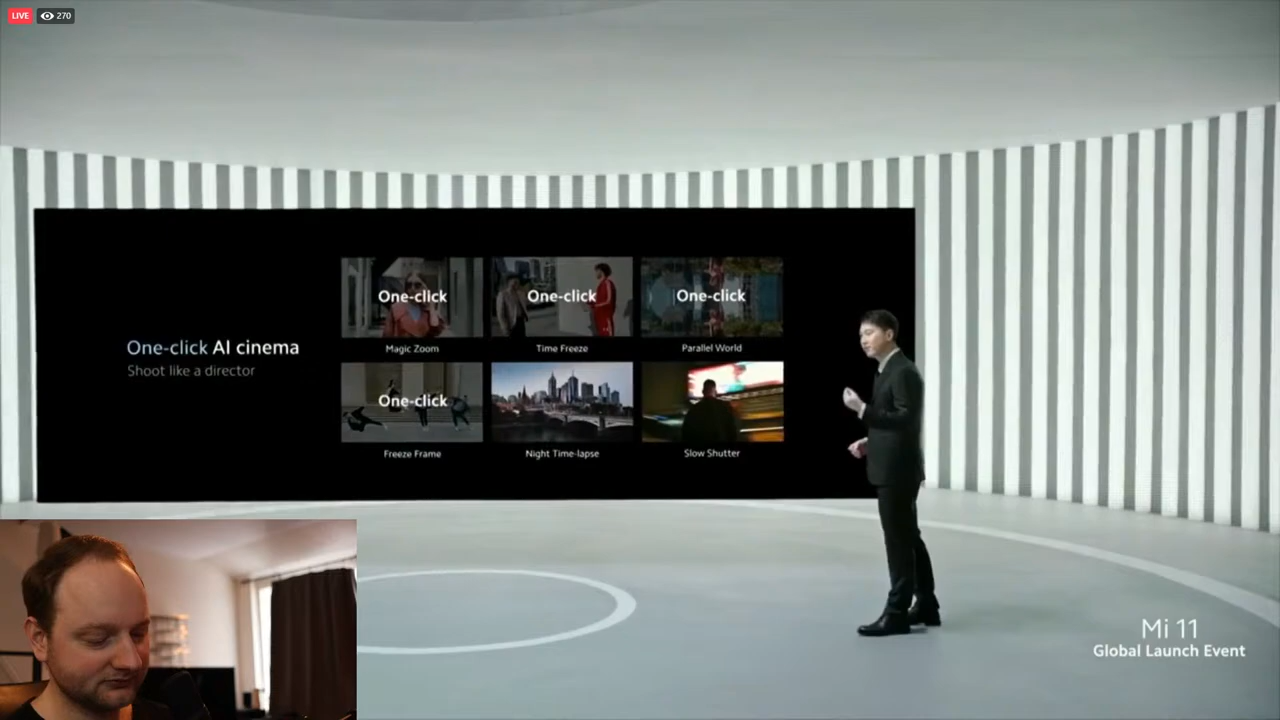 LIVE
270
One-click
One-click
One-click
Magic Zoom
Time Freeze
Parallel World
One-click AI cinema
Shoot like a director
One-click
Freeze Frame
Night Time-lapse
Slow Shutter
Mi 11
Global Launch Event